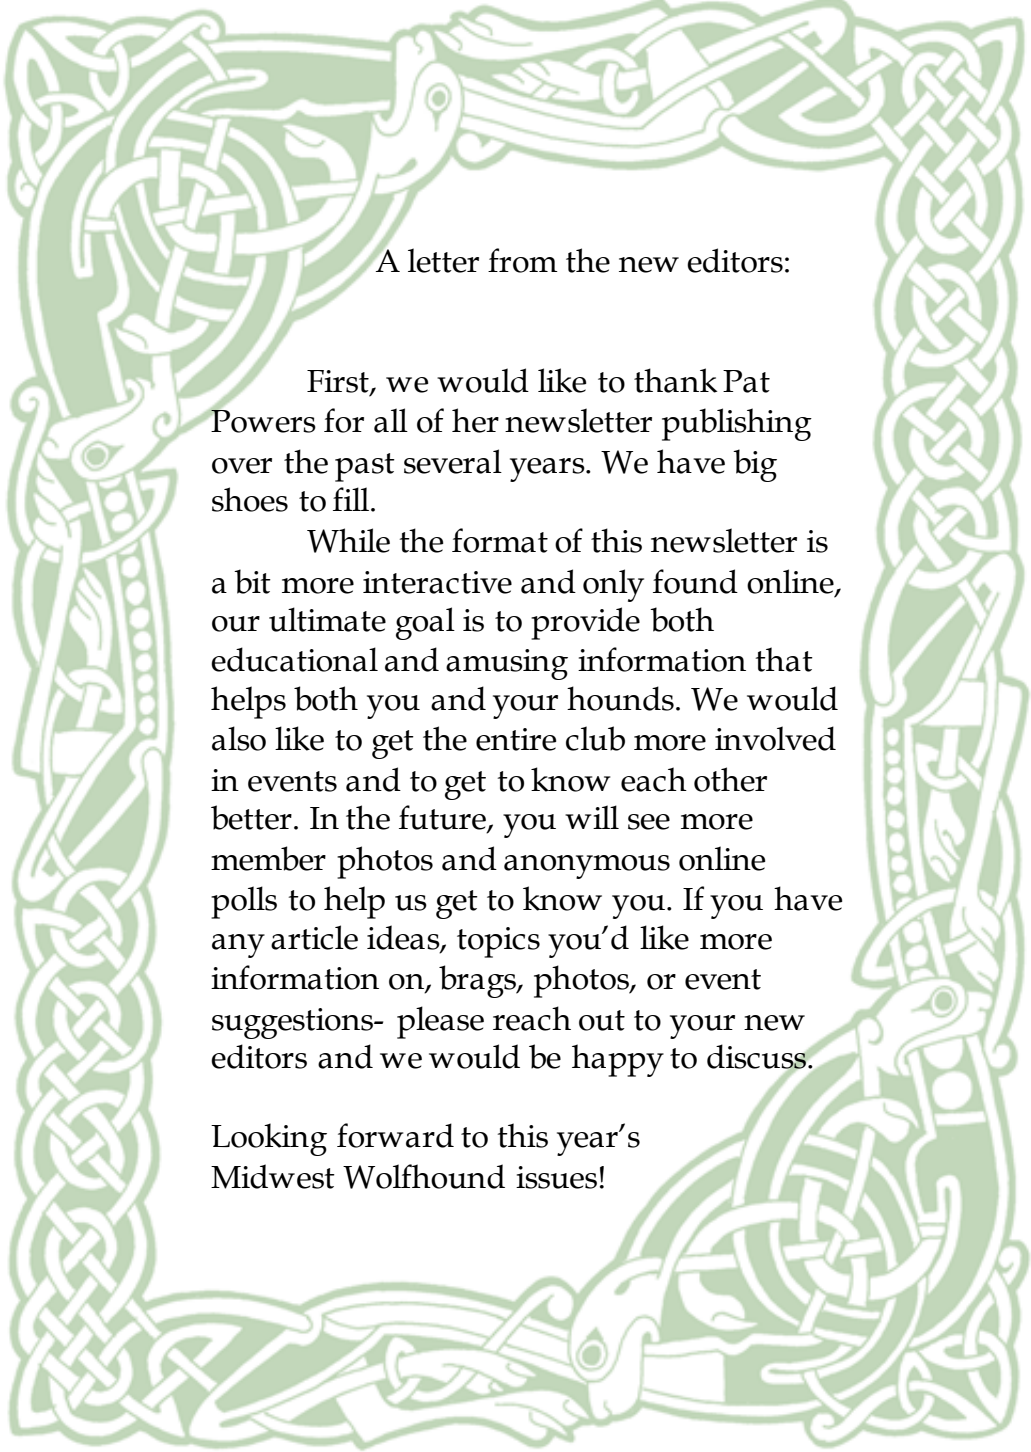 A letter from the new editors:
First, we would like to thank Pat
Powers for all of her newsletter publishing
over the past several years. We have big
shoes to fill.
While the format of this newsletter is
a bit more interactive and only found online,
our ultimate goal is to provide both
educational and amusing information that
helps both you and your hounds. We would
also like to get the entire club more involved
in events and to get to know each other
better. In the future, you will see more
member photos and anonymous online
polls to help us get to know you. If you have
any article ideas, topics you’d like more
information on, brags, photos, or event
suggestions- please reach out to your new
editors and we would be happy to discuss.
Looking forward to this year’s
Midwest Wolfhound issues!